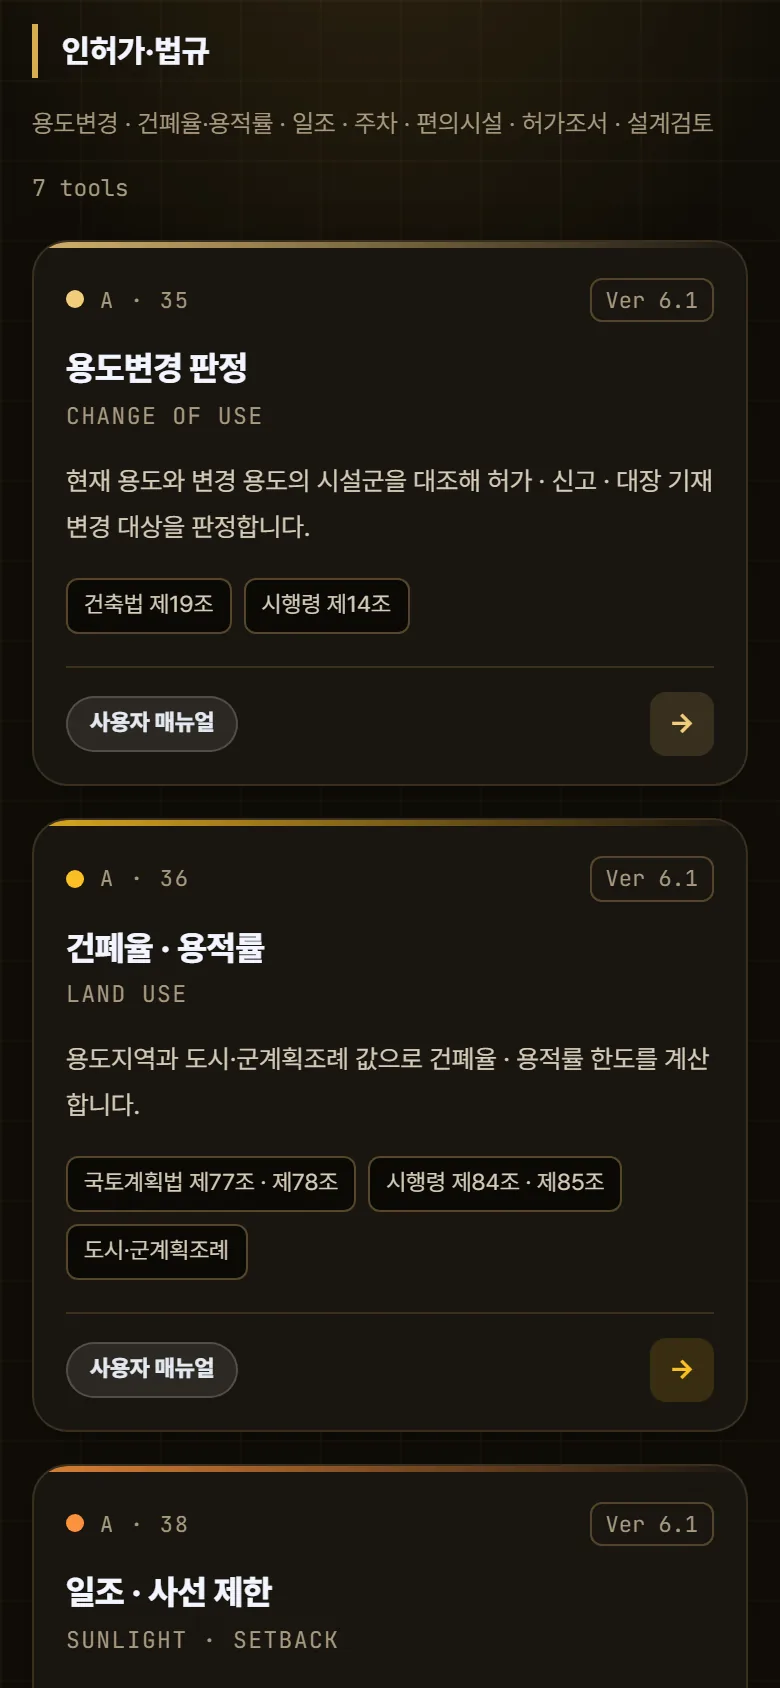 인허가·법규
용도변경 · 건폐율·용적률 · 일조 · 주차 · 편의시설 · 허가조서 · 설계검토
7 tools
A · 35
Ver 6.1
용도변경 판정
CHANGE OF USE
현재 용도와 변경 용도의 시설군을 대조해 허가 · 신고 · 대장 기재
변경 대상을 판정합니다.
건축법 제19조
시행령 제14조
사용자 매뉴얼
→
A · 36
Ver 6.1
건폐율 · 용적률
LAND USE
용도지역과 도시·군계획조례 값으로 건폐율 · 용적률 한도를 계산
합니다.
국토계획법 제77조 · 제78조
시행령 제84조 · 제85조
도시·군계획조례
사용자 매뉴얼
→
A · 38
Ver 6.1
일조 · 사선 제한
SUNLIGHT · SETBACK